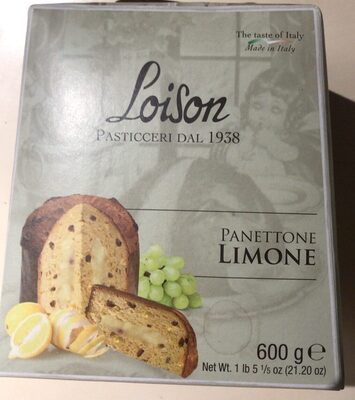 The taste of Italy
Made in Italy
Loison
PASTICCERI DAL 1938
PANETTONE
LIMONE
600 g e
Net Wt. 1 lb 5 1/5 oz (21.20 oz)